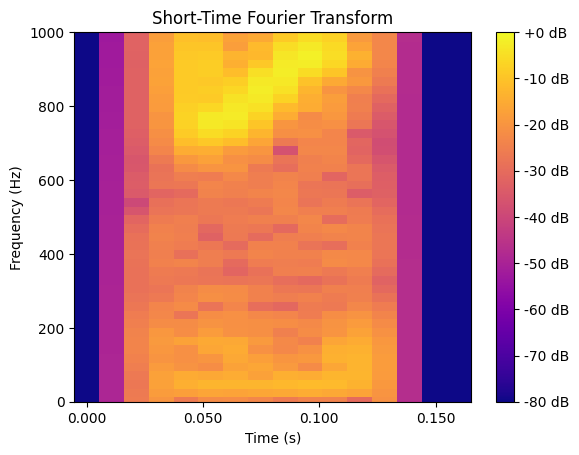 Short-Time Fourier Transform
1000
800
600
400
200
0
Frequency (Hz)
0.000
0.050
0.100
0.150
Time (s)
+0 dB
-10 dB
-20 dB
-30 dB
-40 dB
-50 dB
-60 dB
-70 dB
-80 dB